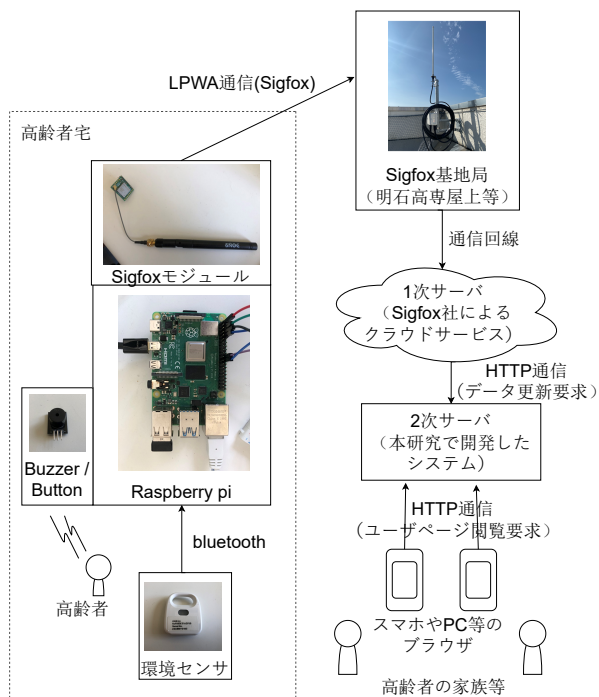 LPWA通信(Sigfox)
高齢者宅
Sigfoxモジュール
Buzzer /
Button
Raspberry pi
bluetooth
高齢者
環境センサ
Sigfox基地局
（明石高専屋上等）
通信回線
1次サーバ
（Sigfox社による
クラウドサービス）
HTTP通信
（データ更新要求）
2次サーバ
（本研究で開発した
システム）
HTTP通信
（ユーザページ閲覧要求）
スマホやPC等の
ブラウザ
高齢者の家族等